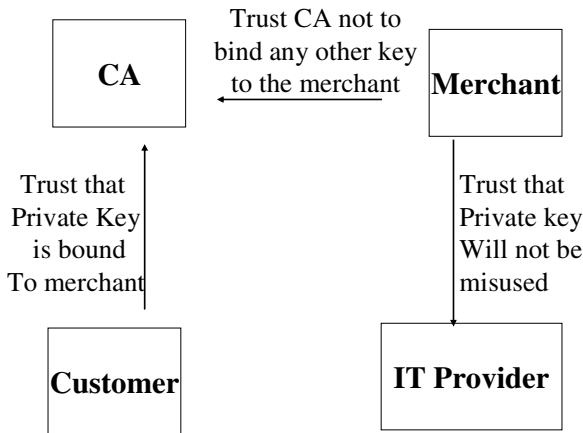 CA
Trust CA not to
bind any other key
to the merchant
Merchant
Trust that
Private Key
is bound
To merchant
Trust that
Private key
Will not be
misused
Customer
IT Provider